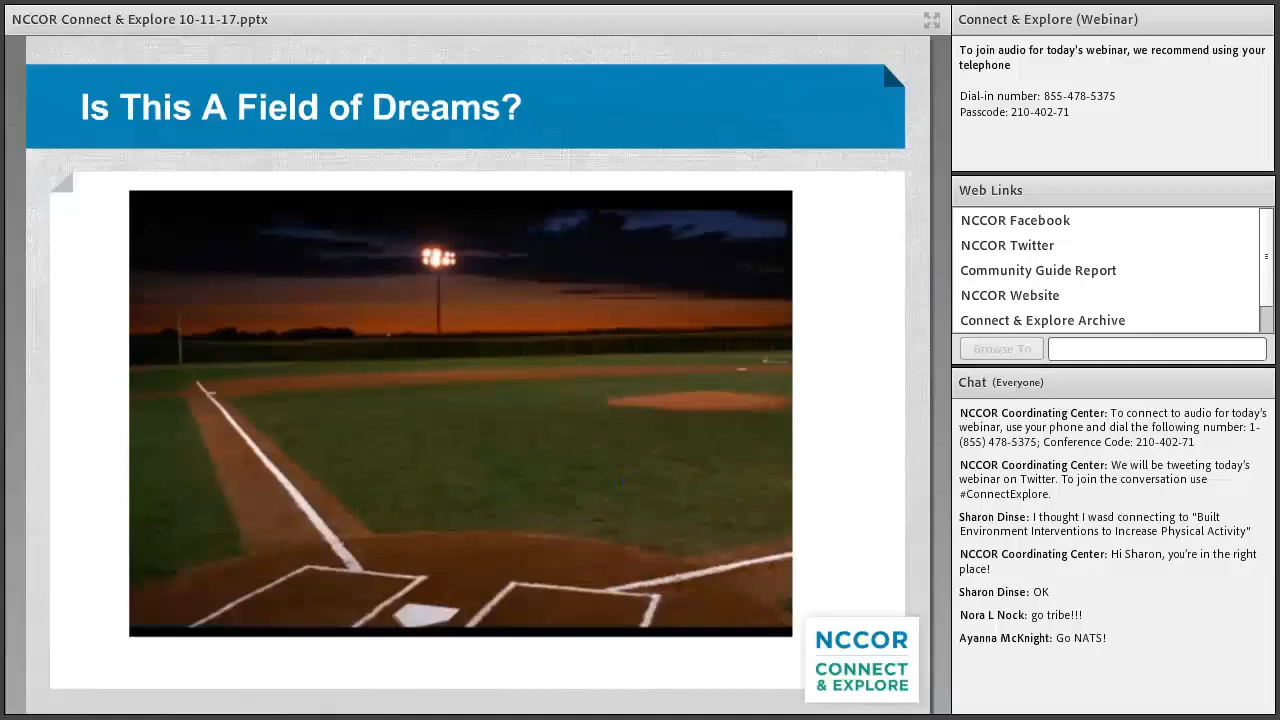 NCCOR Connect & Explore 10-11-17.pptx
Is This A Field of Dreams?
NCCOR
CONNECT
& EXPLORE
Connect & Explore (Webinar)
To join audio for today's webinar, we recommend using your
telephone
Dial-in number: 855-478-5375
Passcode: 210-402-71
Web Links
NCCOR Facebook
NCCOR Twitter
Community Guide Report
NCCOR Website
Connect & Explore Archive
Browse To
Chat (Everyone)
NCCOR Coordinating Center: To connect to audio for today's
webinar, use your phone and dial the following number: 1-
(855) 478-5375; Conference Code: 210-402-71
NCCOR Coordinating Center: We will be tweeting today's
webinar on Twitter. To join the conversation use
#ConnectExplore.
Sharon Dinse: I thought I wasd connecting to "Built
Environment Interventions to Increase Physical Activity"
NCCOR Coordinating Center: Hi Sharon, you're in the right
place!
Sharon Dinse: OK
Nora L Nock: go tribe!!!
Ayanna McKnight: Go NATS!